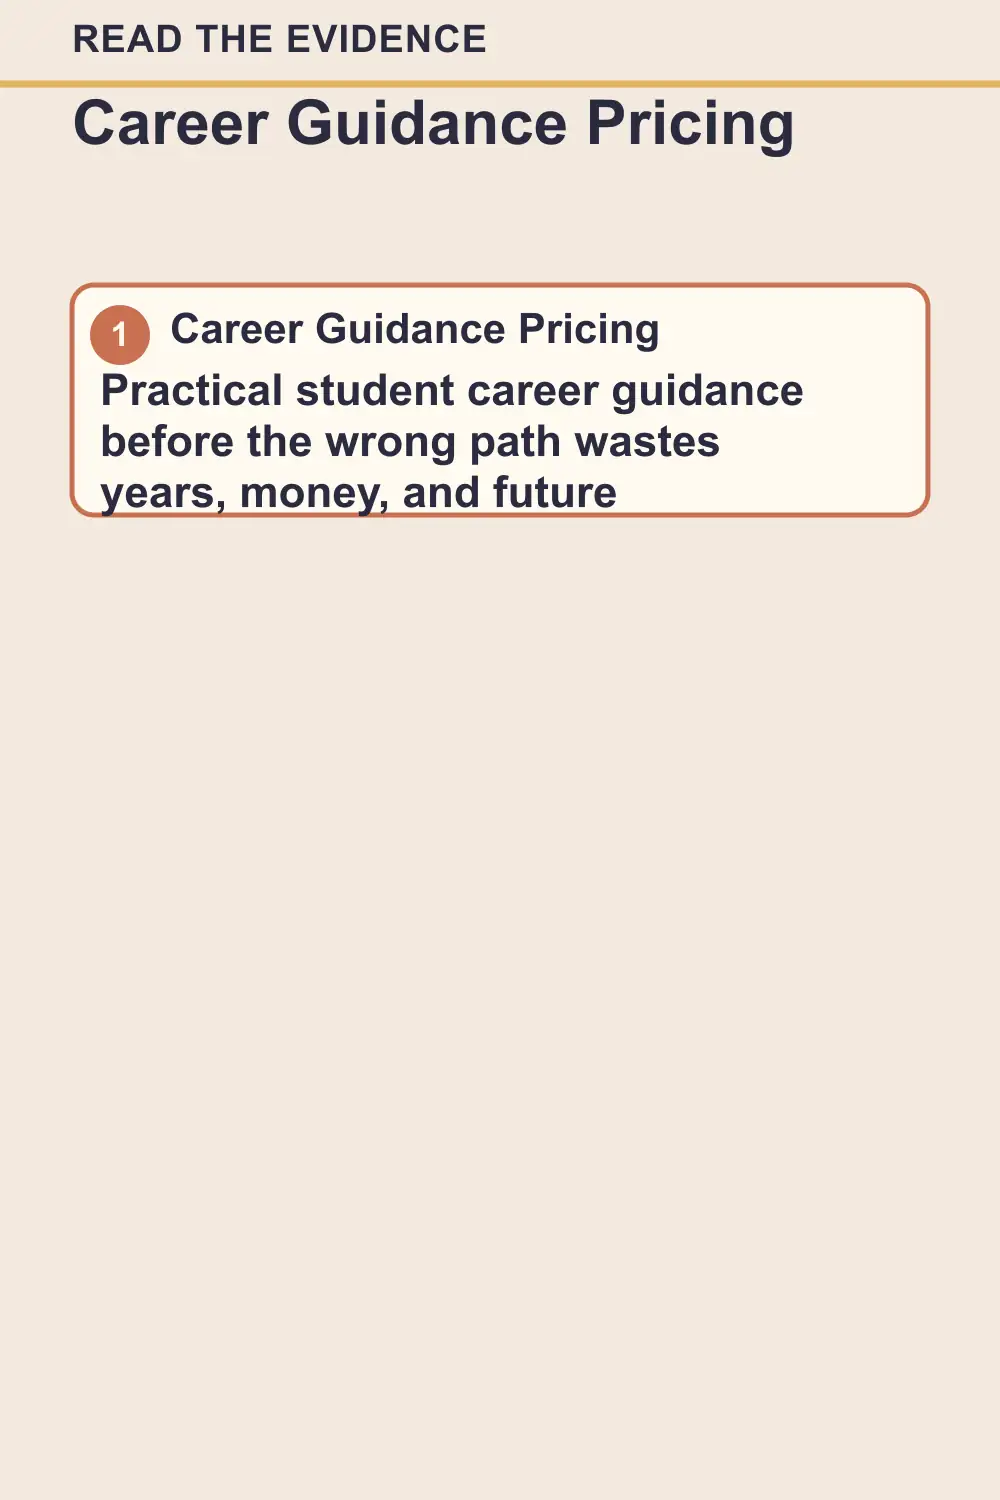 READ THE EVIDENCE
Career Guidance Pricing
1 Career Guidance Pricing
Practical student career guidance
before the wrong path wastes
years, money, and future